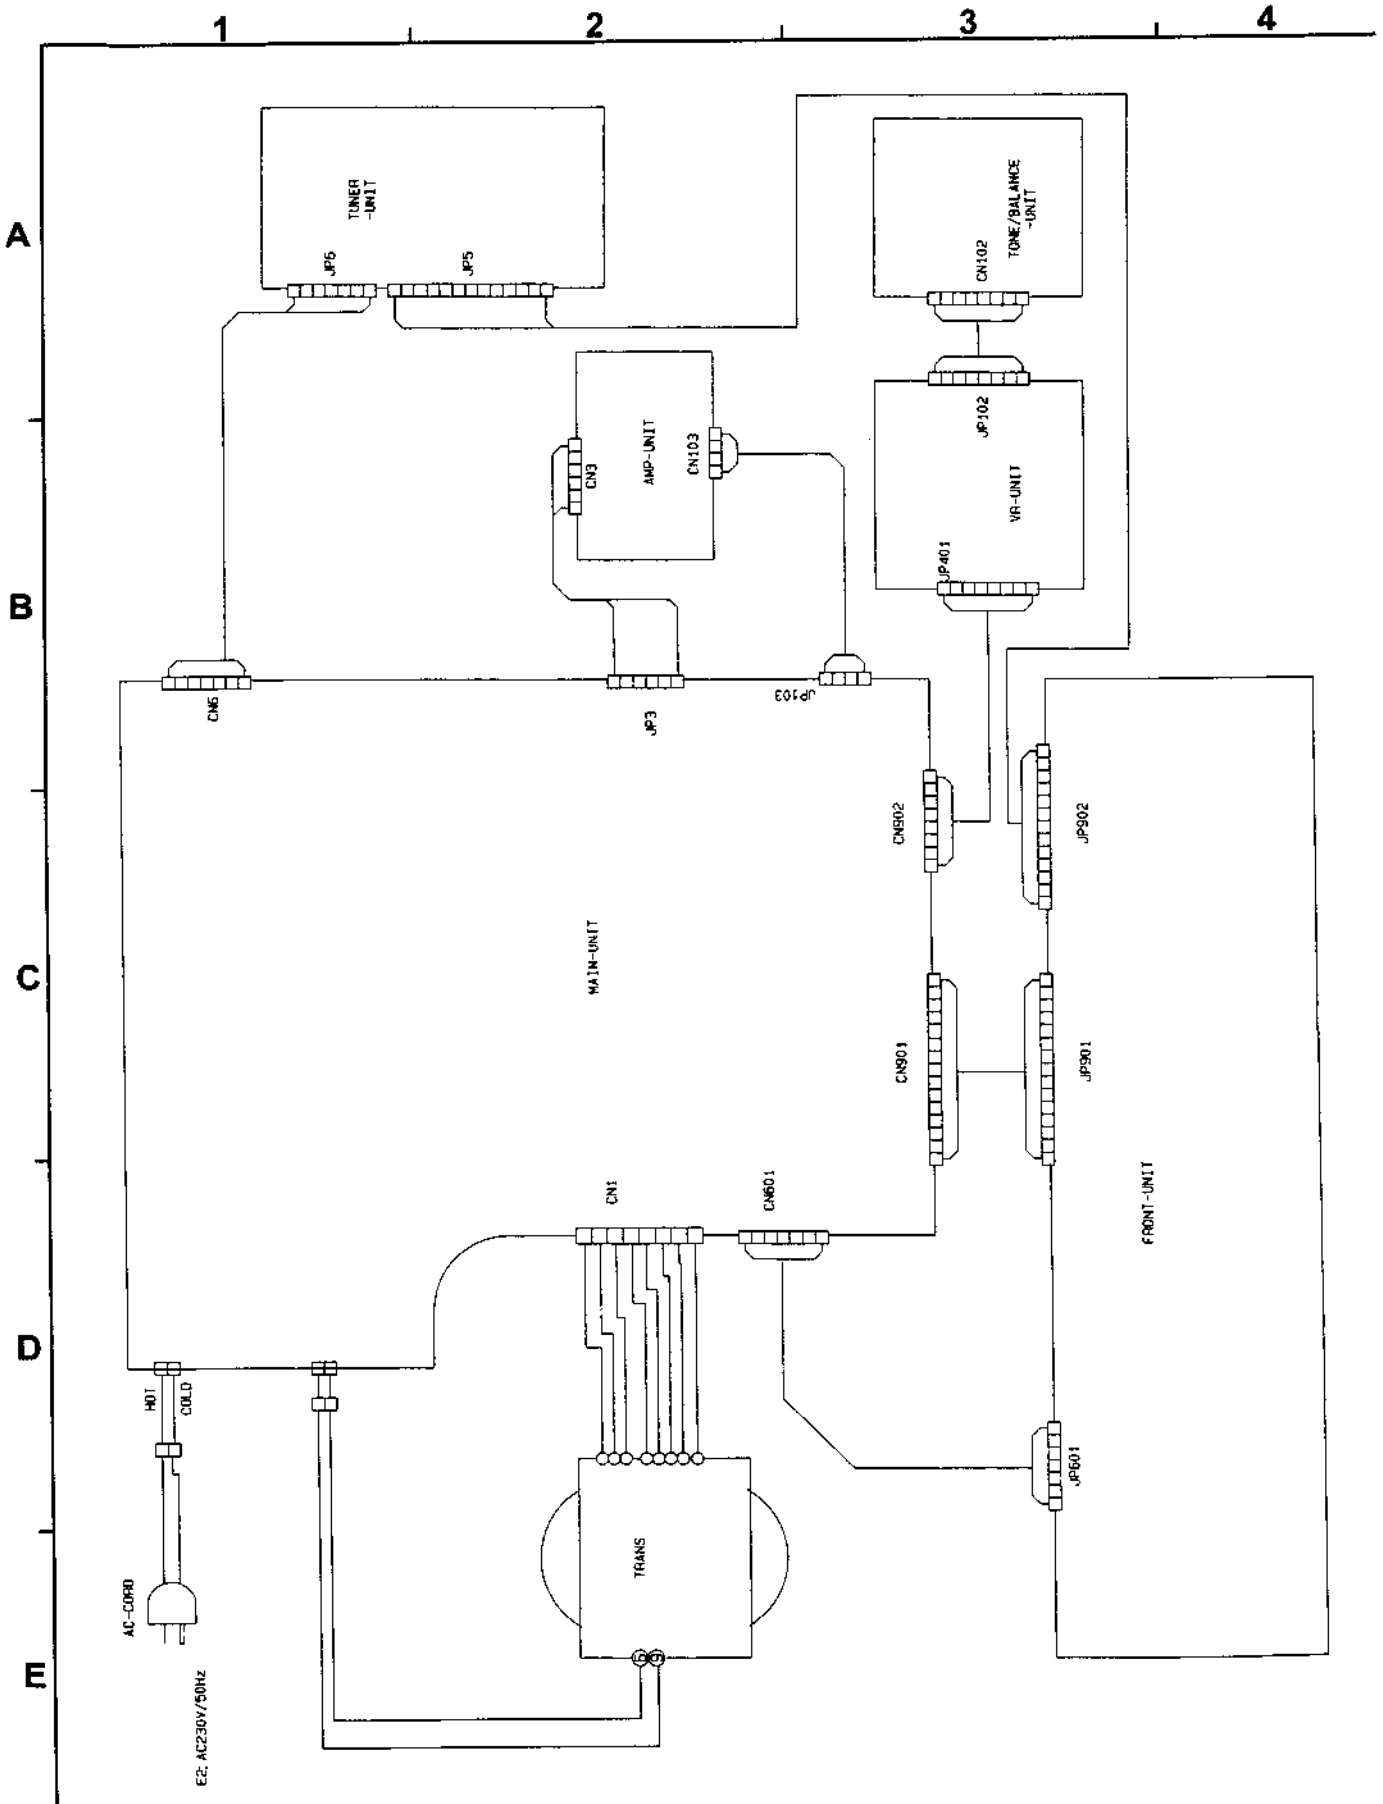 1
2
3
4
A
B
C
D
E
TUNER
-UNIT
JP6
JP5
TONE/BALANCE
-UNIT
CN102
JP102
VR-UNIT
JP401
AMP-UNIT
CN3
CN103
CN6
JP3
JP103
CN902
JP902
MAIN-UNIT
CN901
JP901
CN1
CN601
FRONT-UNIT
HOT
COLD
JP601
TRANS
AC-CORD
E2: AC230V/50Hz